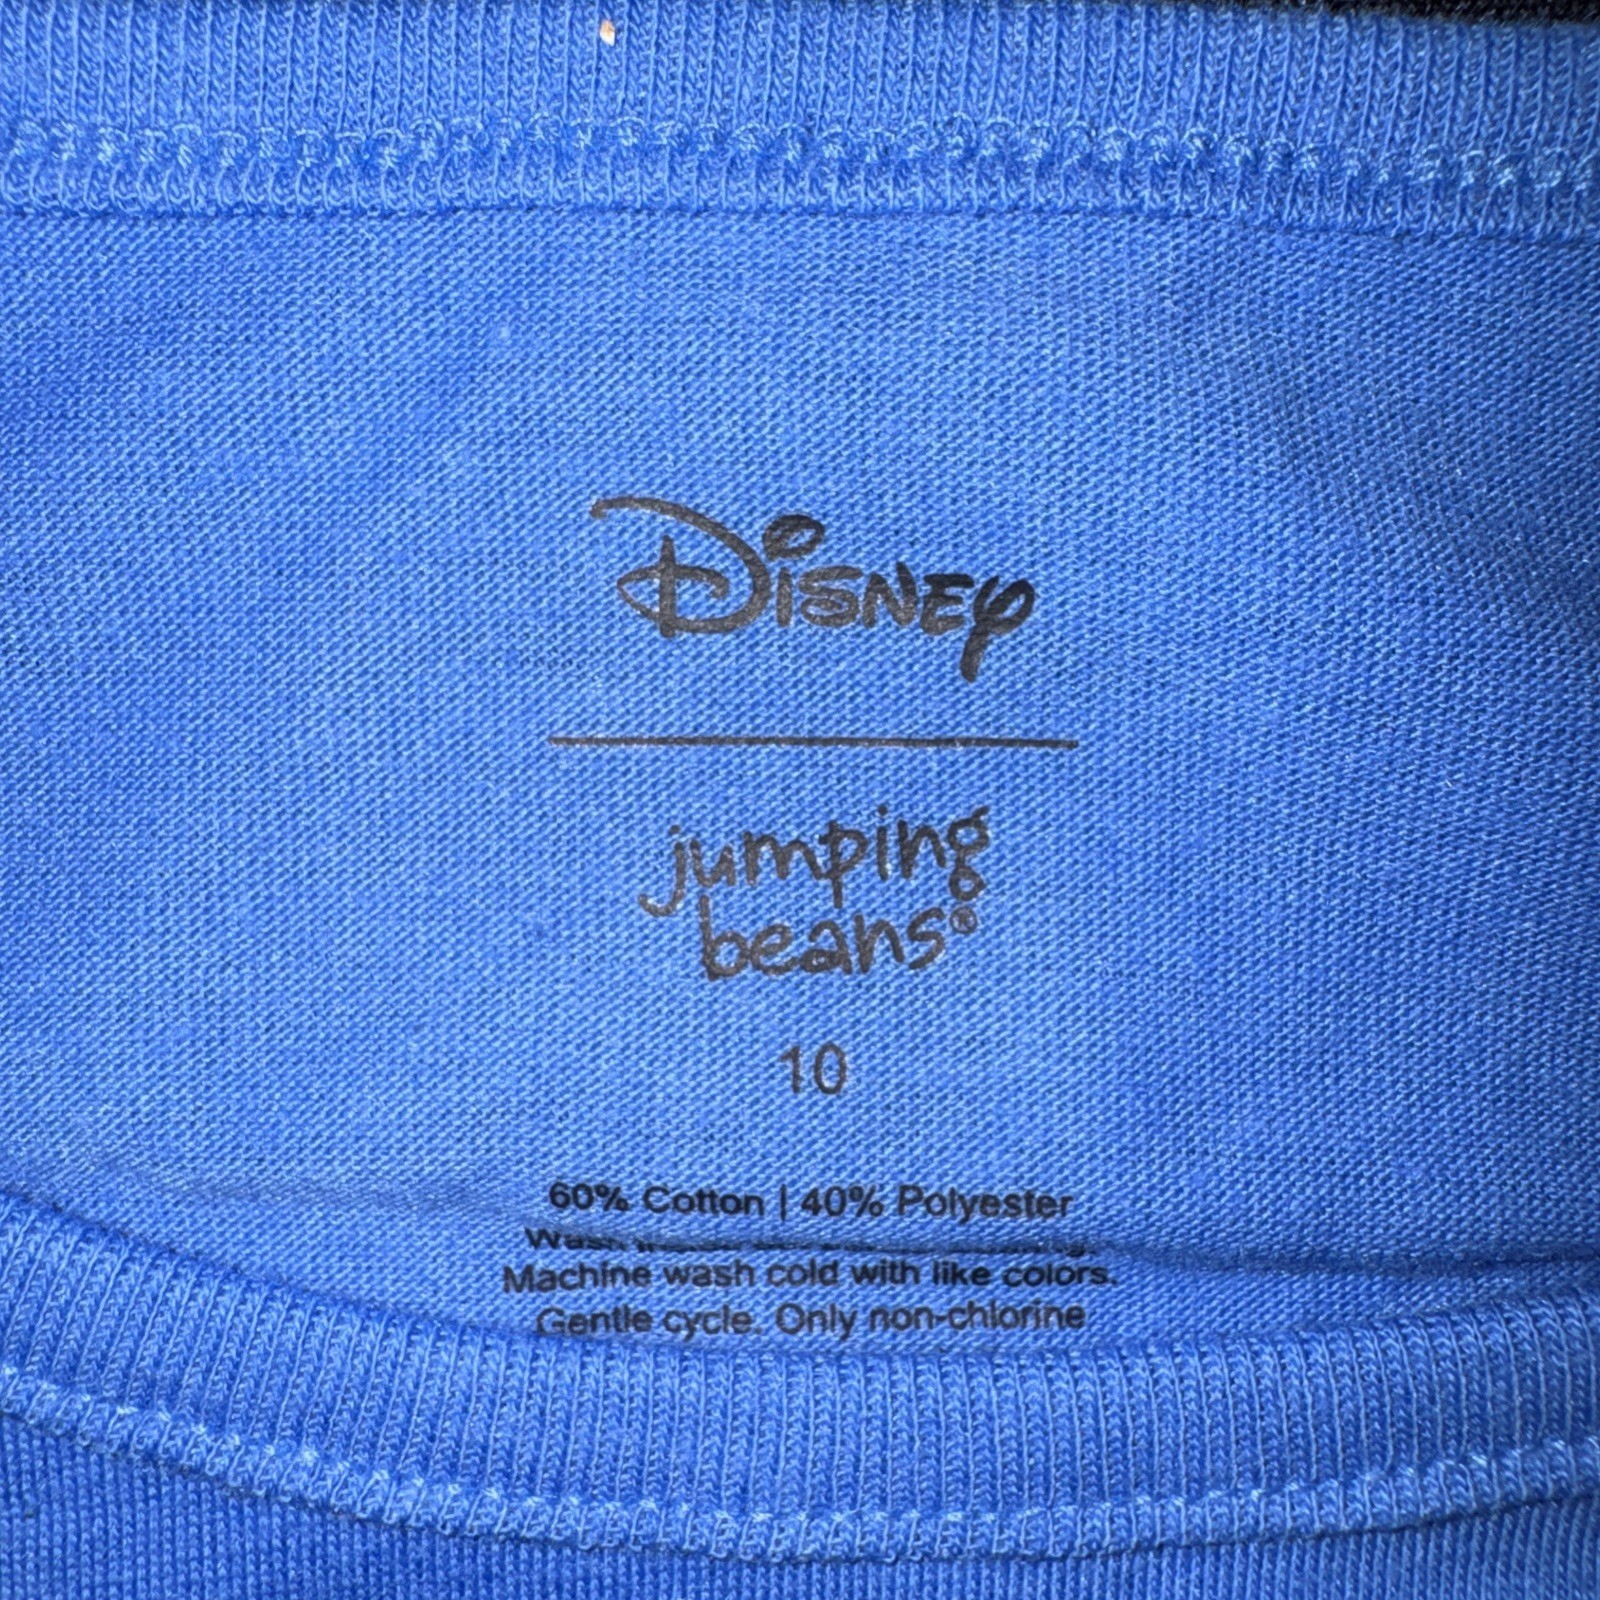 Disney
jumping
beans®
10
60% Cotton | 40% Polyester
Wash
Machine wash cold with like colors.
Gentle cycle. Only non-chlorine